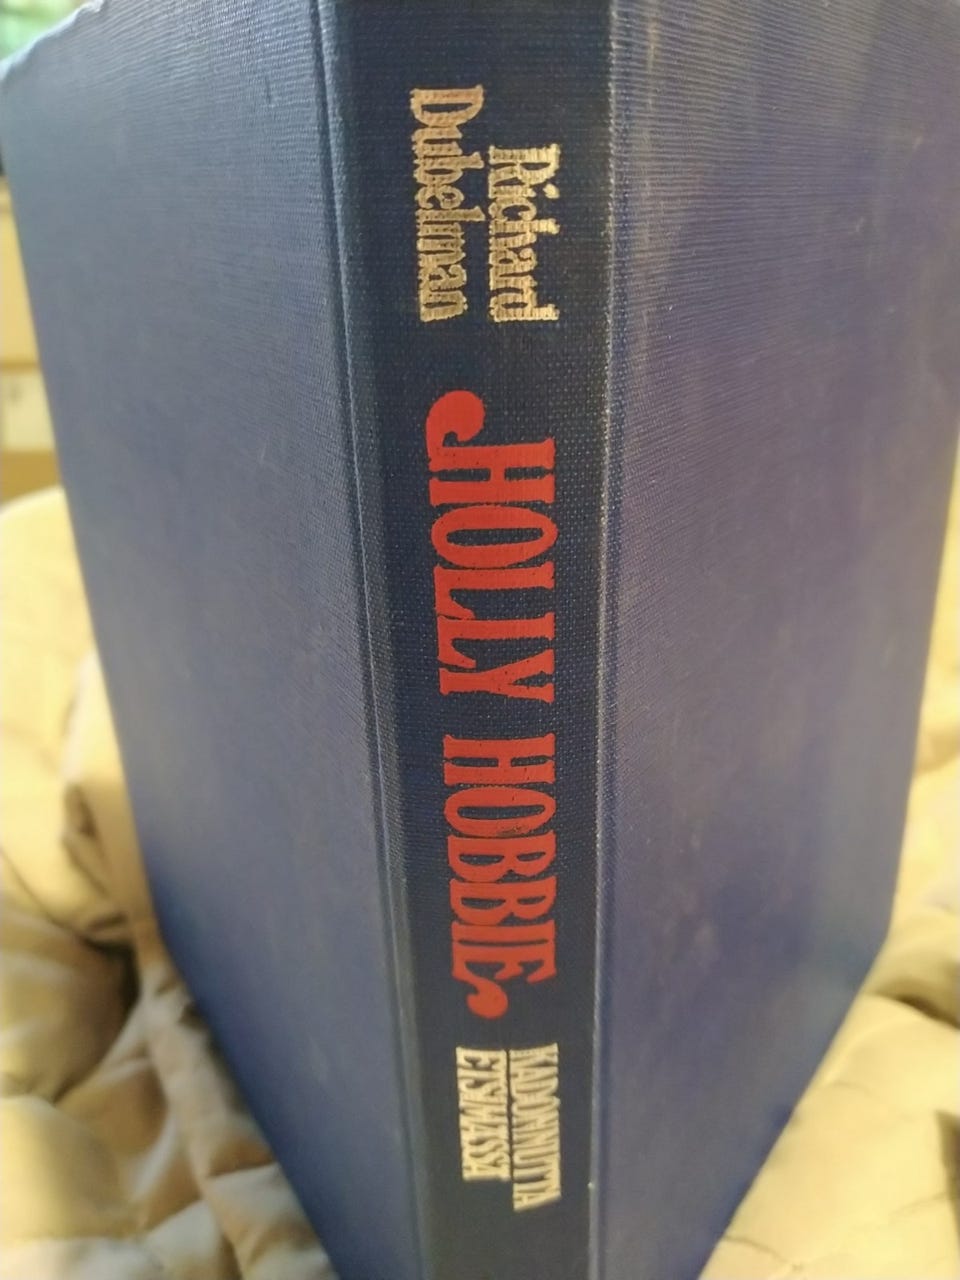 Richard
Dubelman
HOLLY HOBBIE
KADONNUTTA
ETSIMÄSSÄ